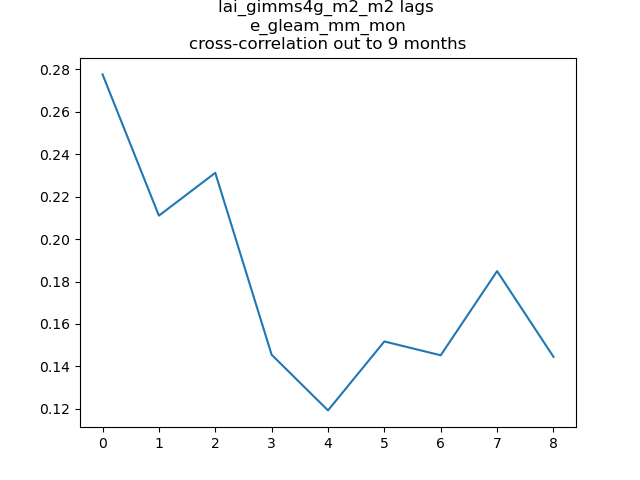 lai_gimms4g_m2_m2 lags
e_gleam_mm_mon
cross-correlation out to 9 months
0.28
0.26
0.24
0.22
0.20
0.18
0.16
0.14
0.12
0 1 2 3 4 5 6 7 8